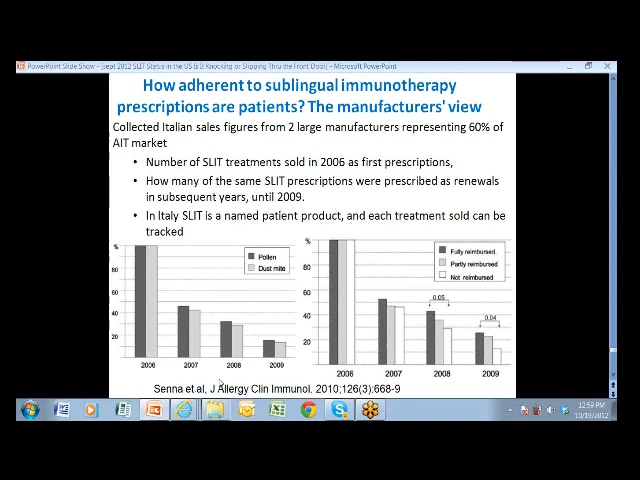 PowerPoint Slide Show - [sept 2012 SLIT Status in the US Is It Knocking or Slipping Thru the Front Door] - Microsoft PowerPoint
How adherent to sublingual immunotherapy
prescriptions are patients? The manufacturers' view
Collected Italian sales figures from 2 large manufacturers representing 60% of
AIT market
• Number of SLIT treatments sold in 2006 as first prescriptions,
• How many of the same SLIT prescriptions were prescribed as renewals
in subsequent years, until 2009.
• In Italy SLIT is a named patient product, and each treatment sold can be
tracked
%
80
60
40
20
Pollen
Dust mite
2006 2007 2008 2009
%
80
60
40
20
Fully reimbursed.
Partly reimbursed
Not reimbursed
0.05
0.04
2006 2007 2008 2009
Senna et al, J Allergy Clin Immunol. 2010;126(3):668-9
12:59 PM
10/19/2012